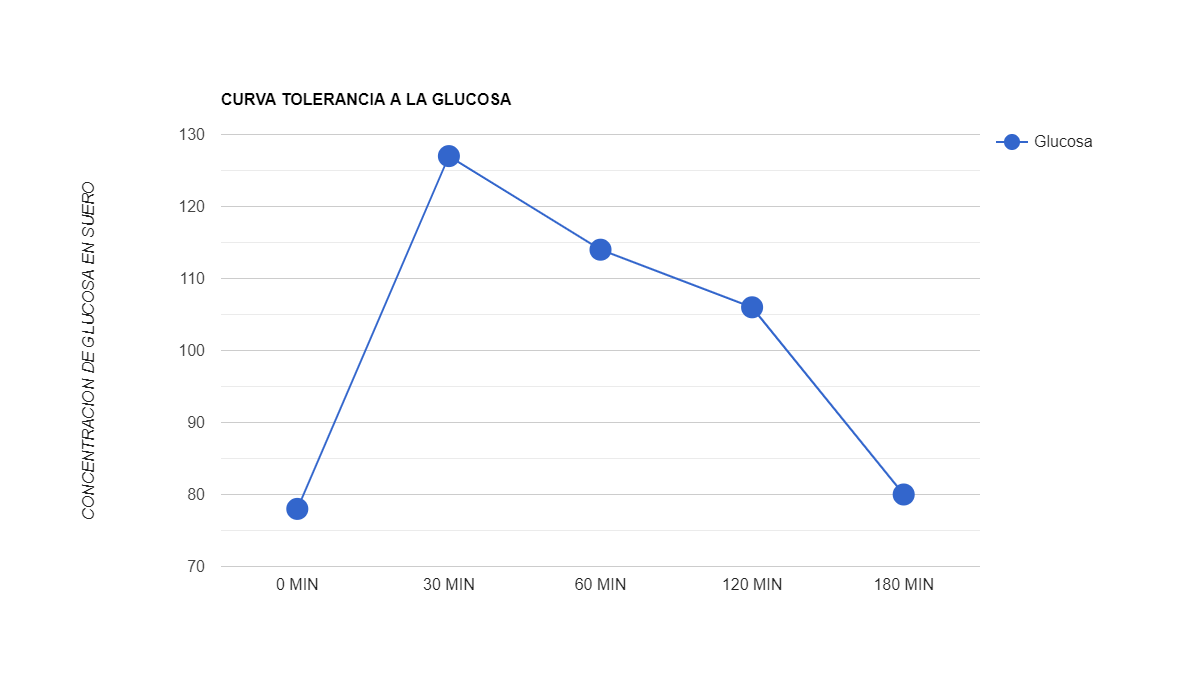 CURVA TOLERANCIA A LA GLUCOSA
CONCENTRACION DE GLUCOSA EN SUERO
130
120
110
100
90
80
70
0 MIN
30 MIN
60 MIN
120 MIN
180 MIN
Glucosa